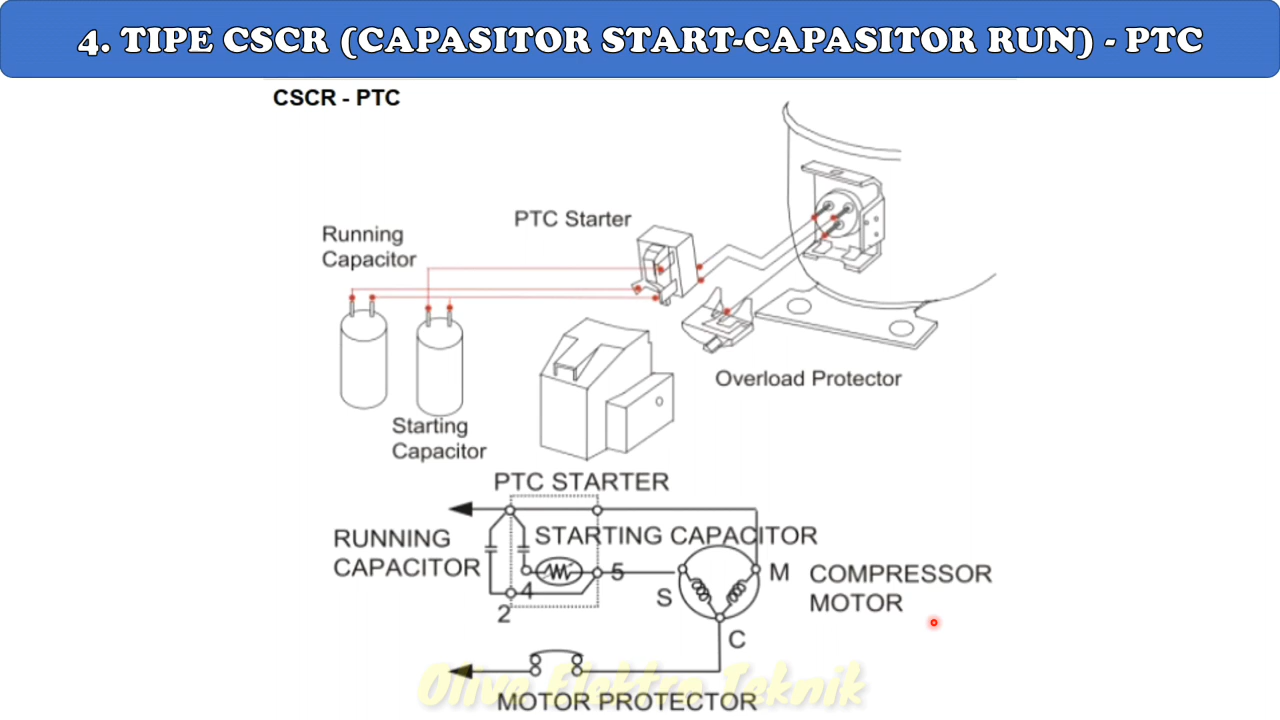 4. TIPE CSCR (CAPASITOR START-CAPASITOR RUN) - PTC
CSCR - PTC
PTC Starter
Running
Capacitor
Overload Protector
Starting
Capacitor
PTC STARTER
RUNNING
CAPACITOR
STARTING CAPACITOR
5
4
2
S
M
C
COMPRESSOR
MOTOR
Olive Elektro Teknik
MOTOR PROTECTOR